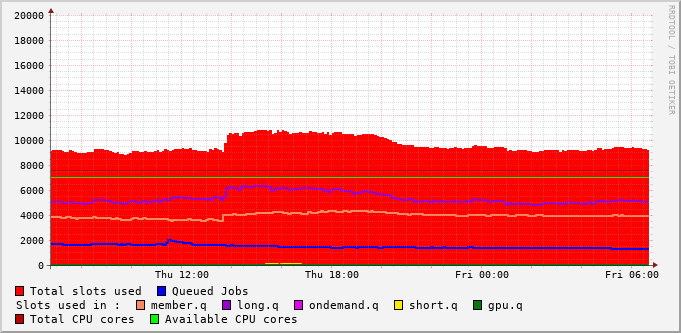 20000
18000
16000
14000
12000
10000
8000
6000
4000
2000
0
Thu 12:00 Thu 18:00 Fri 00:00 Fri 06:00
Total slots used Queued Jobs
Slots used in : member.q long.q ondemand.q short.q gpu.q
Total CPU cores Available CPU cores
RRDTOOL / TOBI OETIKER